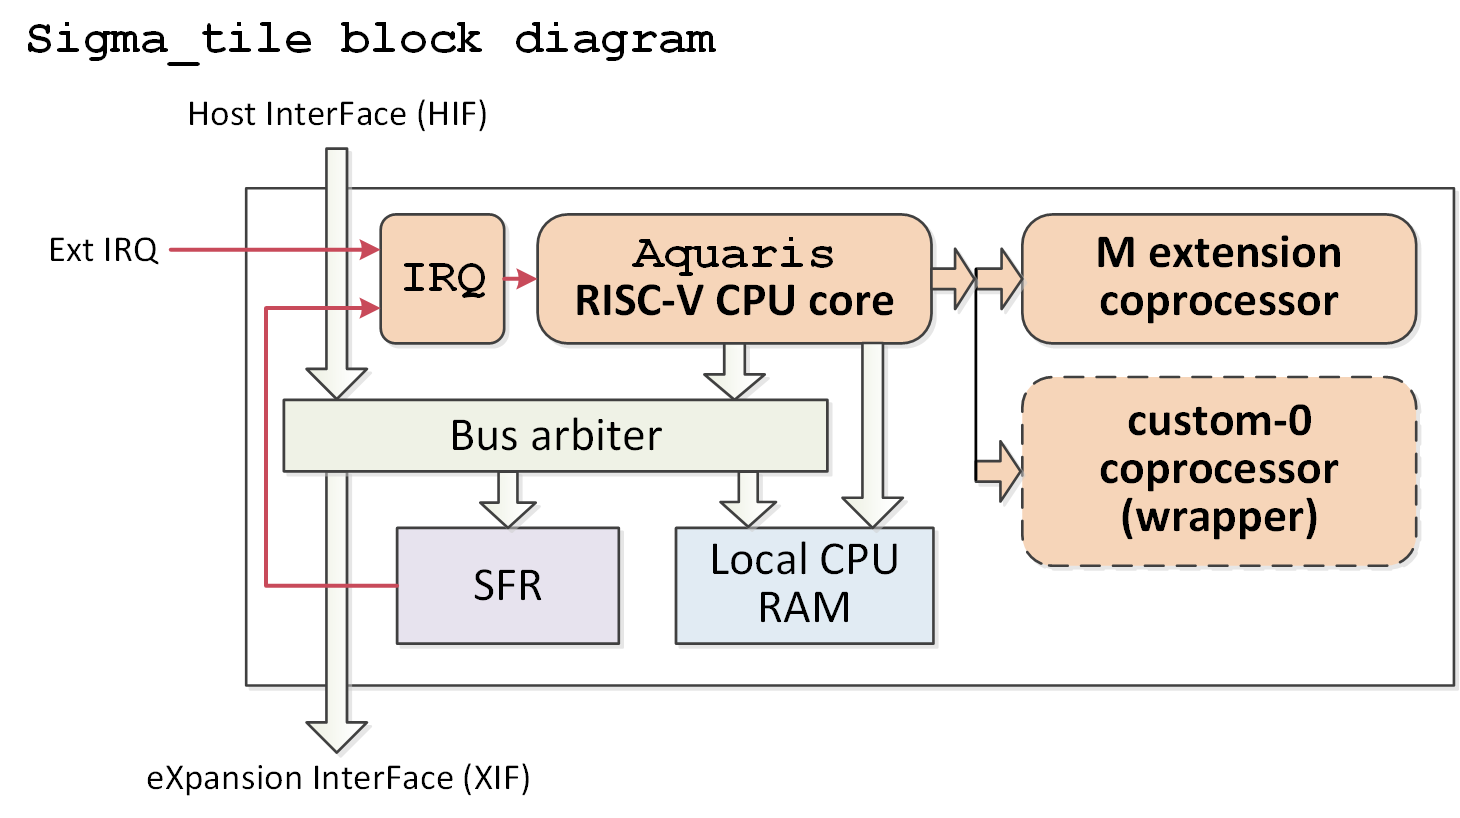 Sigma_tile block diagram
Host InterFace (HIF)
Ext IRQ
IRQ
Aquaris
RISC-V CPU core
M extension
coprocessor
custom-0
coprocessor
(wrapper)
Bus arbiter
SFR
Local CPU
RAM
eXpansion InterFace (XIF)